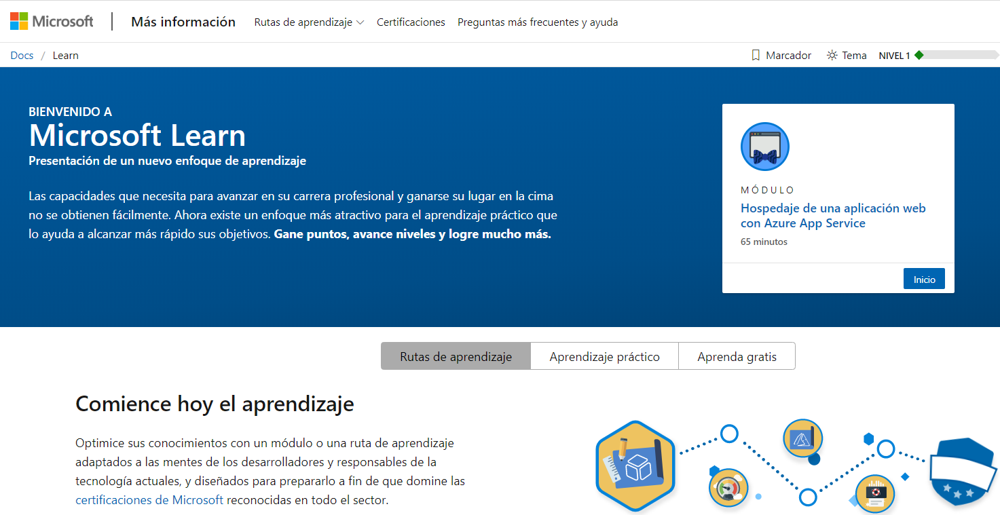 Microsoft
Más información
Rutas de aprendizaje
Certificaciones
Preguntas más frecuentes y ayuda
Docs / Learn
Marcador
Tema
NIVEL 1
BIENVENIDO A
Microsoft Learn
Presentación de un nuevo enfoque de aprendizaje
Las capacidades que necesita para avanzar en su carrera profesional y ganarse su lugar en la cima
no se obtienen fácilmente. Ahora existe un enfoque más atractivo para el aprendizaje práctico que
lo ayuda a alcanzar más rápido sus objetivos. Gane puntos, avance niveles y logre mucho más.
MÓDULO
Hospedaje de una aplicación web
con Azure App Service
65 minutos
Inicio
Rutas de aprendizaje
Aprendizaje práctico
Aprenda gratis
Comience hoy el aprendizaje
Optimice sus conocimientos con un módulo o una ruta de aprendizaje
adaptados a las mentes de los desarrolladores y responsables de la
tecnología actuales, y diseñados para prepararlo a fin de que domine las
certificaciones de Microsoft reconocidas en todo el sector.